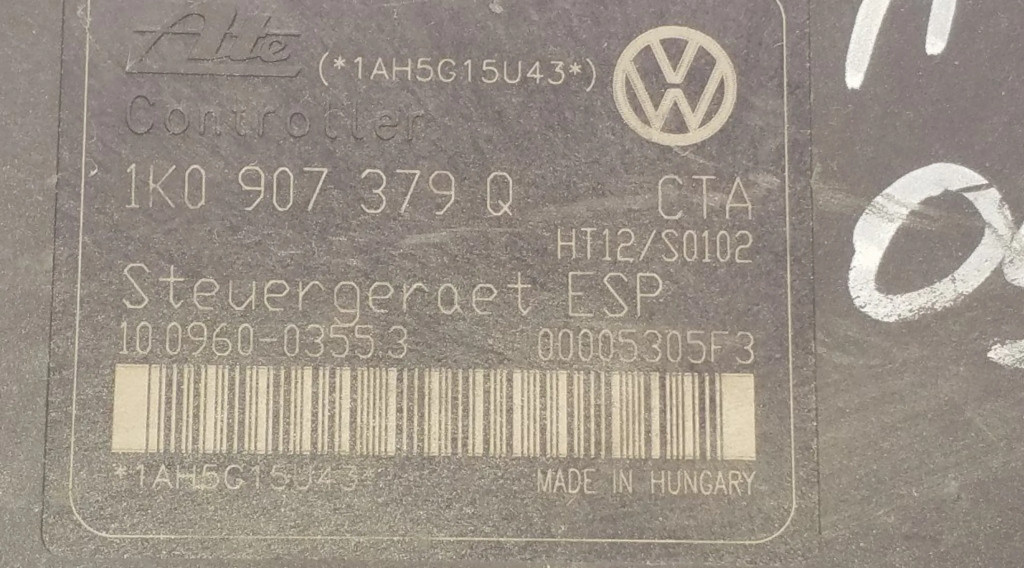 Ate (*1AH5G15U43*)
Controller
1K0 907 379 Q CTA
HT12/S0102
Steuergeraet ESP
10.0960-0355.3 00005305F3
*1AH5G15U43*
MADE IN HUNGARY